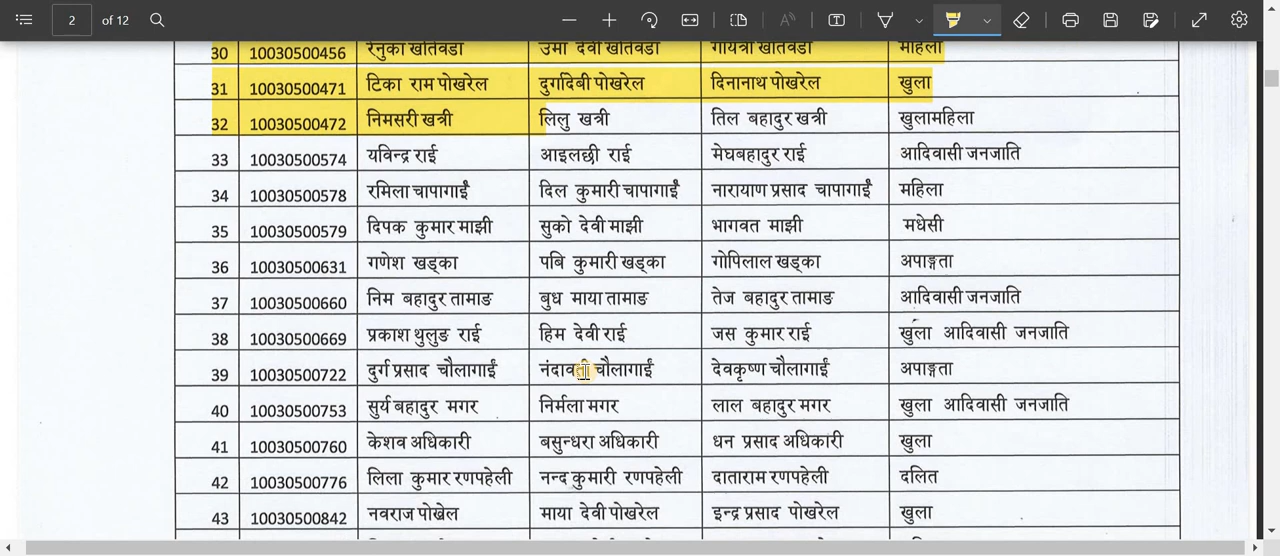 2 of 12
30 10030500456 रेनुका खतिवडा उमा देवी खतिवडा गायत्री खतिवडा महिला
31 10030500471 टिका राम पोखरेल दुर्गादेबी पोखरेल दिनानाथ पोखरेल खुला
32 10030500472 निमसरी खत्री लिलु खत्री तिल बहादुर खत्री खुलामहिला
33 10030500574 यविन्द्र राई आइलछी राई मेघबहादुर राई आदिवासी जनजाति
34 10030500578 रमिला चापागाईं दिल कुमारी चापागाईं नारायाण प्रसाद चापागाईं महिला
35 10030500579 दिपक कुमार माझी सुको देवी माझी भागवत माझी मधेसी
36 10030500631 गणेश खड्का पबि कुमारी खड्का गोपिलाल खड्का अपाङ्गता
37 10030500660 निम बहादुर तामाङ बुध माया तामाङ तेज बहादुर तामाङ आदिवासी जनजाति
38 10030500669 प्रकाश थुलुङ राई हिम देवी राई जस कुमार राई खुला आदिवासी जनजाति
39 10030500722 दुर्ग प्रसाद चौलागाईं नंदावती चौलागाईं देवकृष्ण चौलागाईं अपाङ्गता
40 10030500753 सुर्य बहादुर मगर निर्मला मगर लाल बहादुर मगर खुला आदिवासी जनजाति
41 10030500760 केशव अधिकारी बसुन्धरा अधिकारी धन प्रसाद अधिकारी खुला
42 10030500776 लिला कुमार रणपहेली नन्द कुमारी रणपहेली दाताराम रणपहेली दलित
43 10030500842 नवराज पोखेल माया देवी पोखरेल इन्द्र प्रसाद पोखरेल खुला